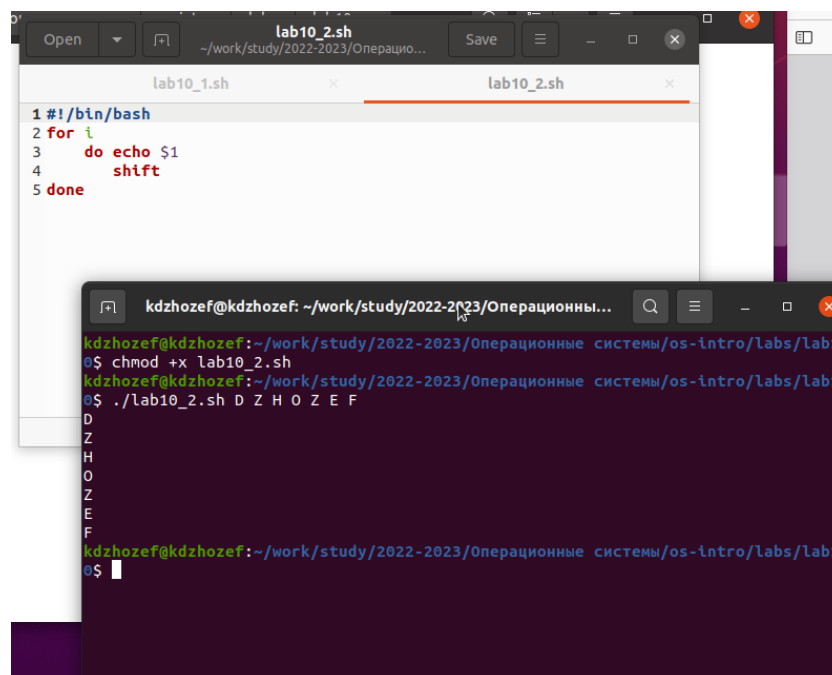 Open
lab10_2.sh
~/work/study/2022-2023/Операцио...
Save
lab10_1.sh
lab10_2.sh
1 #!/bin/bash
2 for i
3     do echo $1
4        shift
5 done
kdzhozef@kdzhozef: ~/work/study/2022-2023/Операционны...
kdzhozef@kdzhozef:~/work/study/2022-2023/Операционные системы/os-intro/labs/lab
0$ chmod +x lab10_2.sh
kdzhozef@kdzhozef:~/work/study/2022-2023/Операционные системы/os-intro/labs/lab
0$ ./lab10_2.sh D Z H O Z E F
D
Z
H
O
Z
E
F
kdzhozef@kdzhozef:~/work/study/2022-2023/Операционные системы/os-intro/labs/lab
0$